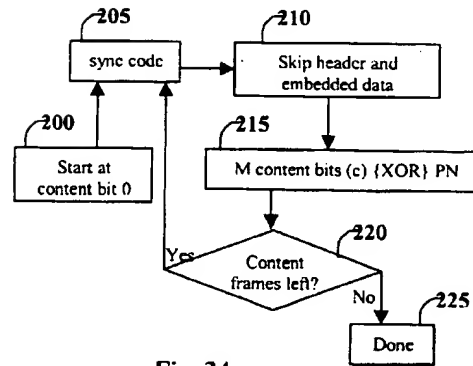 205
sync code
210
Skip header and
embedded data
200
Start at
content bit 0
215
M content bits (c) {XOR} PN
220
Content
frames left?
Yes
No
225
Done